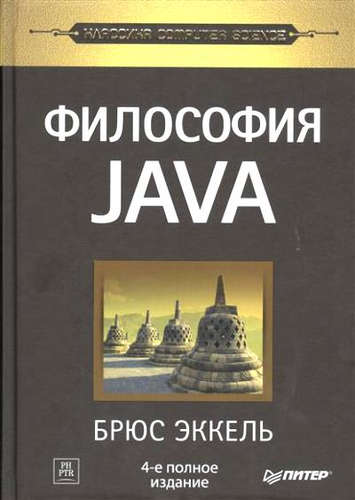 КЛАССИКА COMPUTER SCIENCE
ФИЛОСОФИЯ
JAVA
БРЮС ЭККЕЛЬ
4-е полное
издание
PH
PTR
ПИТЕР